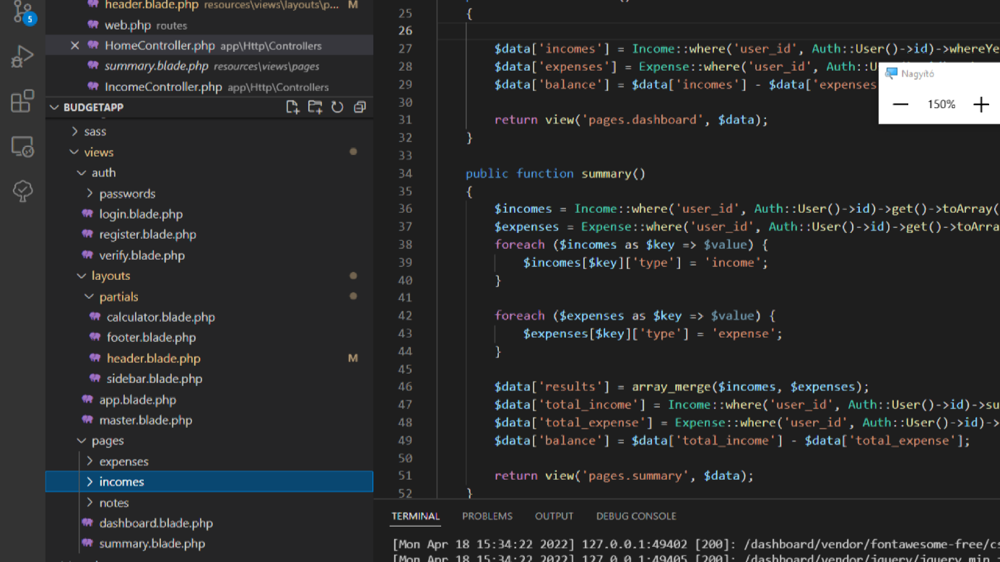 5
header.blade.php resources\views\layouts\p... M
web.php routes
HomeController.php app\Http\Controllers
summary.blade.php resources\views\pages
IncomeController.php app\Http\Controllers
BUDGETAPP
sass
views
auth
passwords
login.blade.php
register.blade.php
verify.blade.php
layouts
partials
calculator.blade.php
footer.blade.php
header.blade.php M
sidebar.blade.php
app.blade.php
master.blade.php
pages
expenses
incomes
notes
dashboard.blade.php
summary.blade.php
25 {
26
27 $data['incomes'] = Income::where('user_id', Auth::User()->id)->whereYe
28 $data['expenses'] = Expense::where('user_id', Auth::U
29 $data['balance'] = $data['incomes'] - $data['expenses
30
31 return view('pages.dashboard', $data);
32 }
33
34 public function summary()
35 {
36 $incomes = Income::where('user_id', Auth::User()->id)->get()->toArray(
37 $expenses = Expense::where('user_id', Auth::User()->id)->get()->toArra
38 foreach ($incomes as $key => $value) {
39 $incomes[$key]['type'] = 'income';
40 }
41
42 foreach ($expenses as $key => $value) {
43 $expenses[$key]['type'] = 'expense';
44 }
45
46 $data['results'] = array_merge($incomes, $expenses);
47 $data['total_income'] = Income::where('user_id', Auth::User()->id)->su
48 $data['total_expense'] = Expense::where('user_id', Auth::User()->id)->
49 $data['balance'] = $data['total_income'] - $data['total_expense'];
50
51 return view('pages.summary', $data);
52 }
Nagyító
150%
TERMINAL PROBLEMS OUTPUT DEBUG CONSOLE
[Mon Apr 18 15:34:22 2022] 127.0.0.1:49402 [200]: /dashboard/vendor/fontawesome-free/cs
[Mon Apr 18 15:34:22 2022] 127.0.0.1:49405 [200]: /dashboard/vendor/jquery/jquery.min